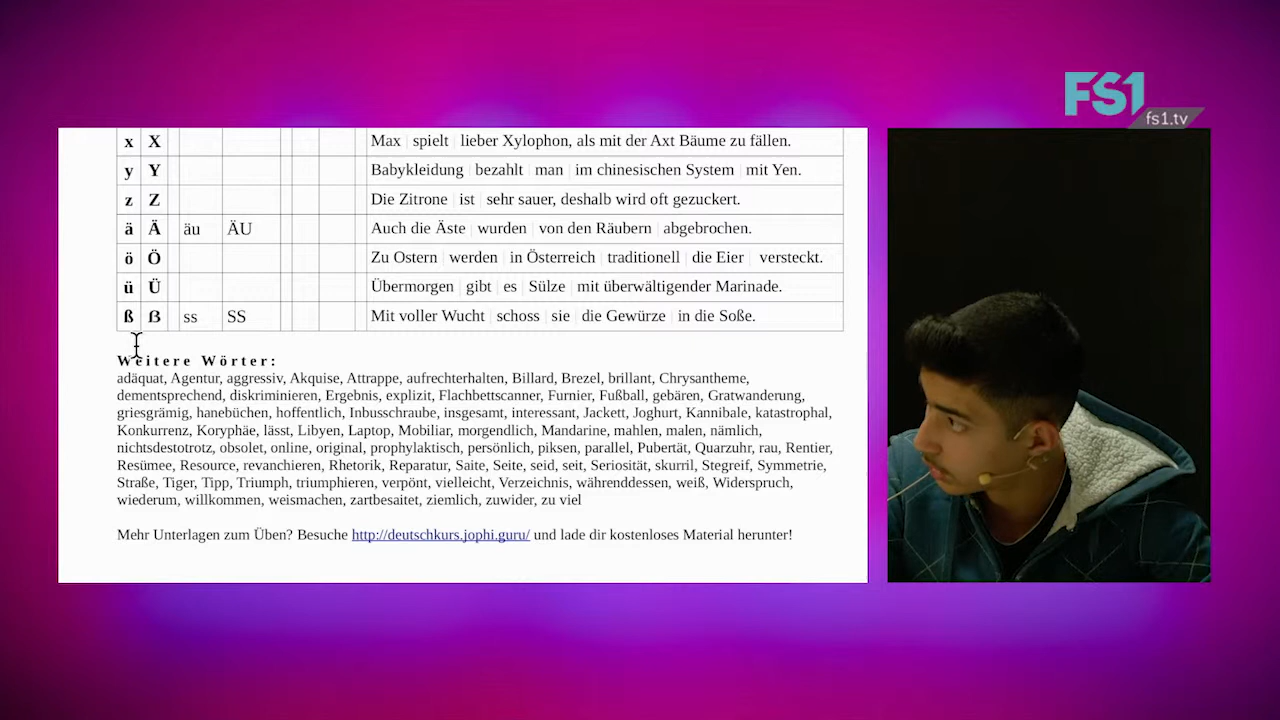 FS1
fs1.tv
x X Max spielt lieber Xylophon, als mit der Axt Bäume zu fällen.
y Y Babykleidung bezahlt man im chinesischen System mit Yen.
z Z Die Zitrone ist sehr sauer, deshalb wird oft gezuckert.
ä Ä äu ÄU Auch die Äste wurden von den Räubern abgebrochen.
ö Ö Zu Ostern werden in Österreich traditionell die Eier versteckt.
ü Ü Übermorgen gibt es Sülze mit überwältigender Marinade.
ß ẞ ss SS Mit voller Wucht schoss sie die Gewürze in die Soße.
Weitere Wörter:
adäquat, Agentur, aggressiv, Akquise, Attrappe, aufrechterhalten, Billard, Brezel, brillant, Chrysantheme,
dementsprechend, diskriminieren, Ergebnis, explizit, Flachbettscanner, Furnier, Fußball, gebären, Gratwanderung,
griesgrämig, hanebüchen, hoffentlich, Inbusschraube, insgesamt, interessant, Jackett, Joghurt, Kannibale, katastrophal,
Konkurrenz, Koryphäe, lässt, Libyen, Laptop, Mobiliar, morgendlich, Mandarine, mahlen, malen, nämlich,
nichtsdestotrotz, obsolet, online, original, prophylaktisch, persönlich, piksen, parallel, Pubertät, Quarzuhr, rau, Rentier,
Resümee, Resource, revanchieren, Rhetorik, Reparatur, Saite, Seite, seid, seit, Seriosität, skurril, Stegreif, Symmetrie,
Straße, Tiger, Tipp, Triumph, triumphieren, verpönt, vielleicht, Verzeichnis, währenddessen, weiß, Widerspruch,
wiederum, willkommen, weismachen, zartbesaitet, ziemlich, zuwider, zu viel
Mehr Unterlagen zum Üben? Besuche http://deutschkurs.jophi.guru/ und lade dir kostenloses Material herunter!